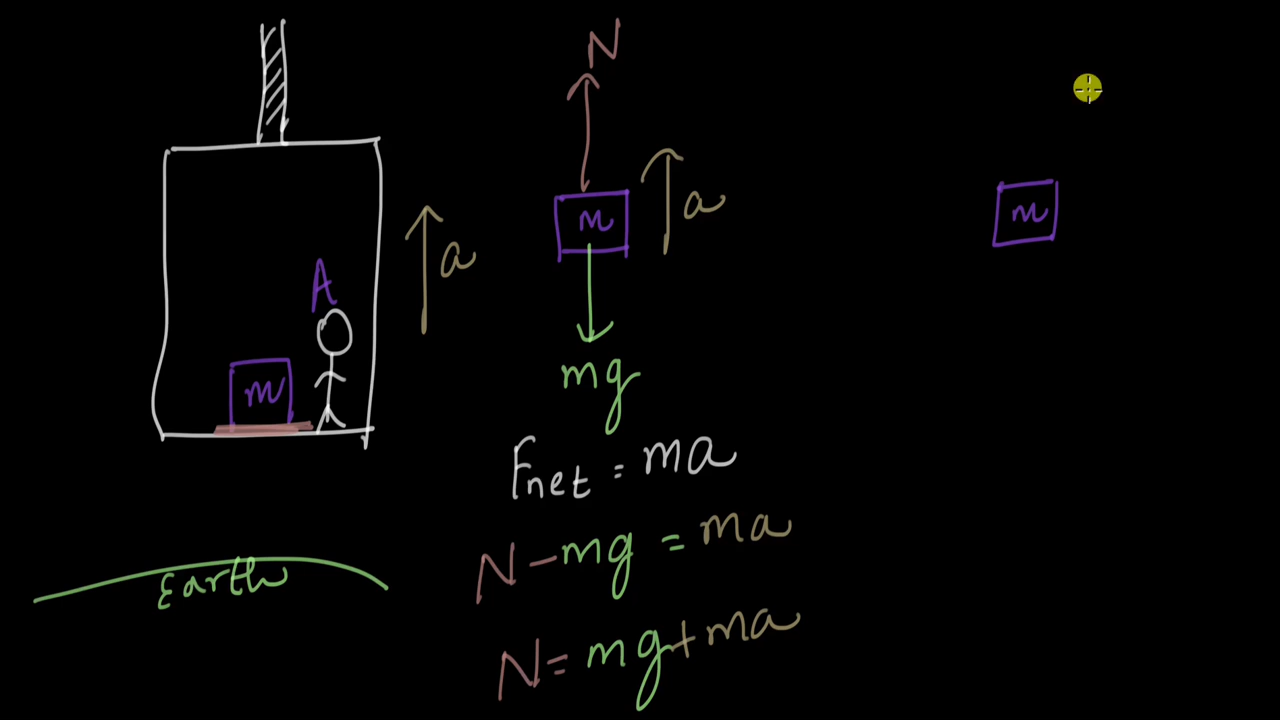 A
m
a
Earth
N
m
a
mg
Fnet = ma
N - mg = ma
N = mg + ma
m